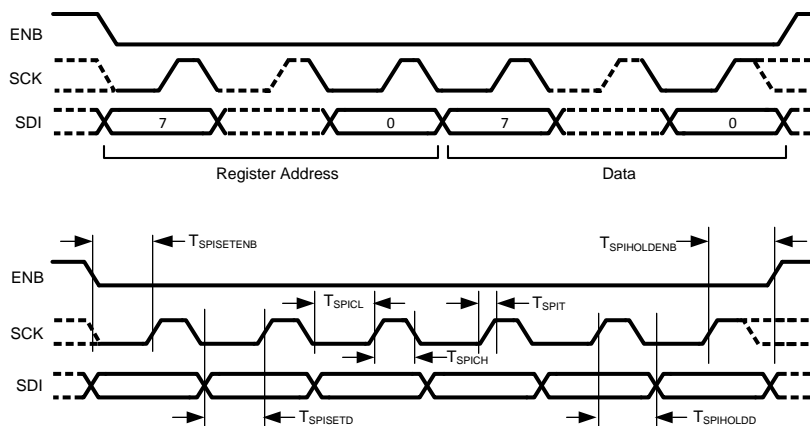 ENB
SCK
SDI
7
0
7
0
Register Address
Data
TSPISETENB
TSPIHOLDENB
ENB
TSPICL
TSPIT
SCK
TSPICH
SDI
TSPISETD
TSPIHOLDD